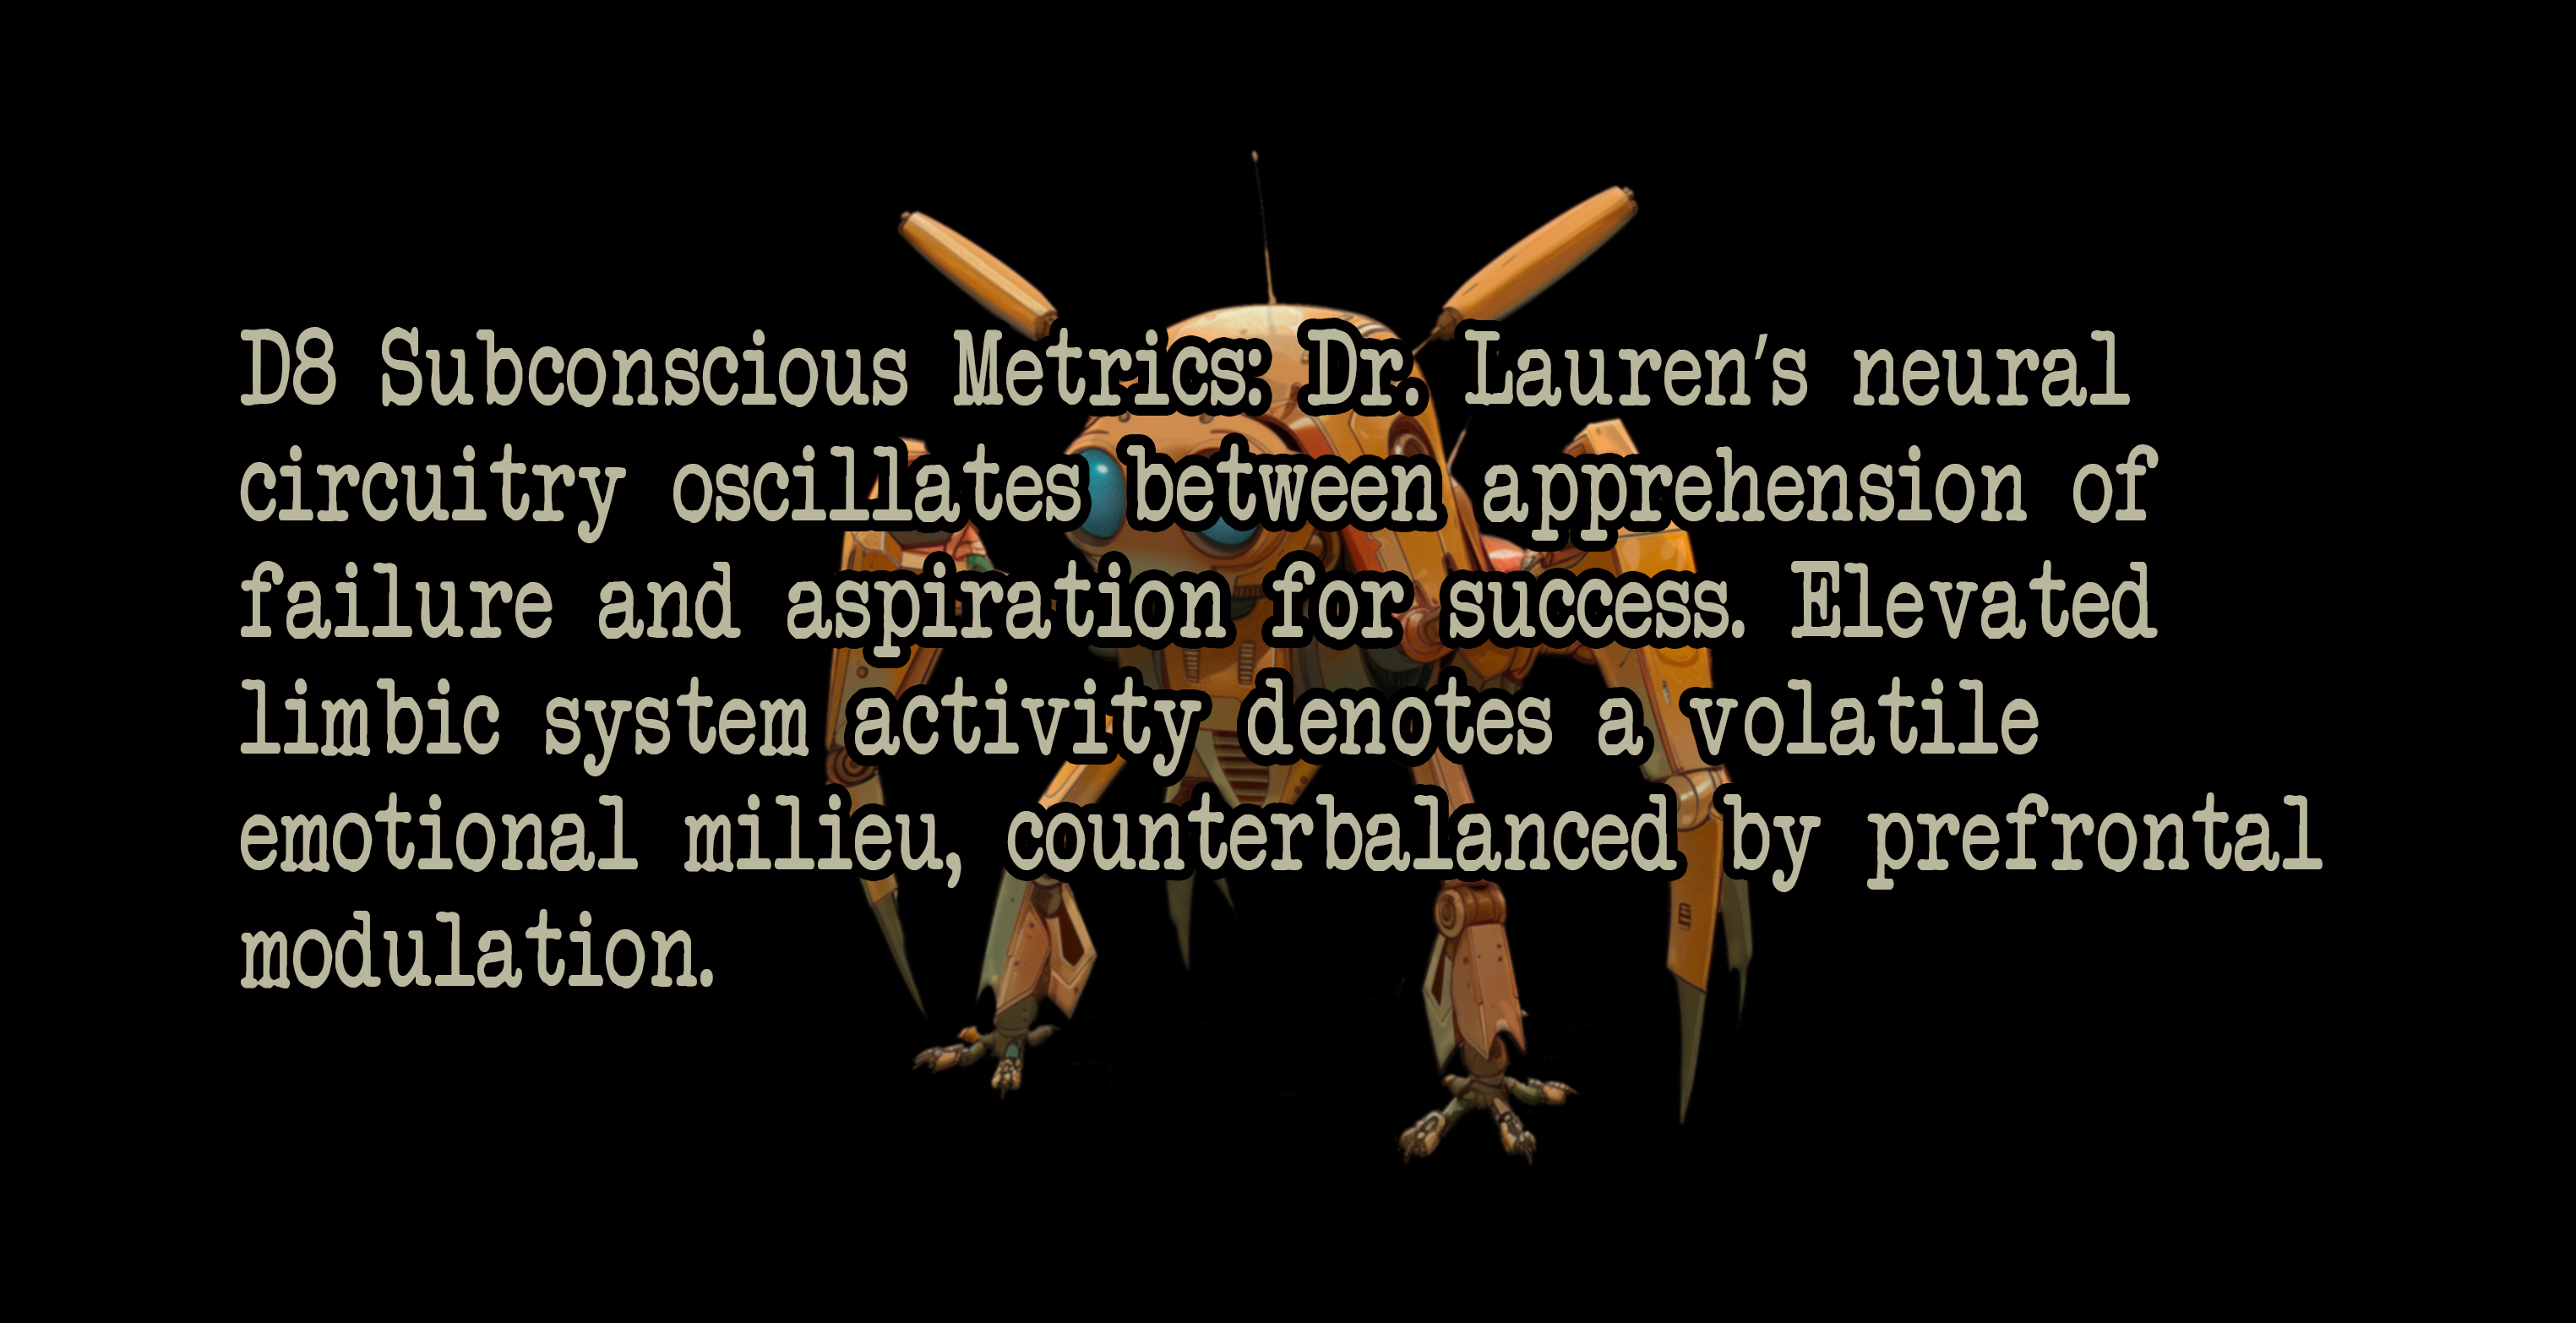 D8 Subconscious Metrics: Dr. Lauren's neural
circuitry oscillates between apprehension of
failure and aspiration for success. Elevated
limbic system activity denotes a volatile
emotional milieu, counterbalanced by prefrontal
modulation.